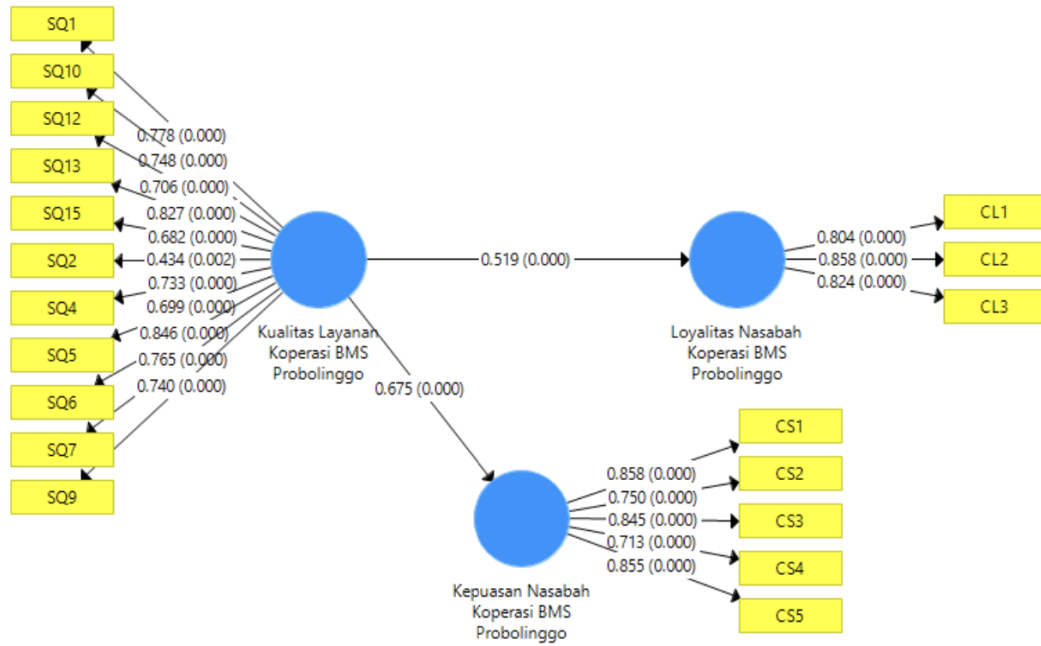 SQ1
SQ10
SQ12
SQ13
SQ15
SQ2
SQ4
SQ5
SQ6
SQ7
SQ9
0.778 (0.000)
0.748 (0.000)
0.706 (0.000)
0.827 (0.000)
0.682 (0.000)
0.434 (0.002)
0.733 (0.000)
0.699 (0.000)
0.846 (0.000)
0.765 (0.000)
0.740 (0.000)
Kualitas Layanan
Koperasi BMS
Probolinggo
0.519 (0.000)
0.675 (0.000)
Loyalitas Nasabah
Koperasi BMS
Probolinggo
0.804 (0.000)
0.858 (0.000)
0.824 (0.000)
CL1
CL2
CL3
Kepuasan Nasabah
Koperasi BMS
Probolinggo
0.858 (0.000)
0.750 (0.000)
0.845 (0.000)
0.713 (0.000)
0.855 (0.000)
CS1
CS2
CS3
CS4
CS5